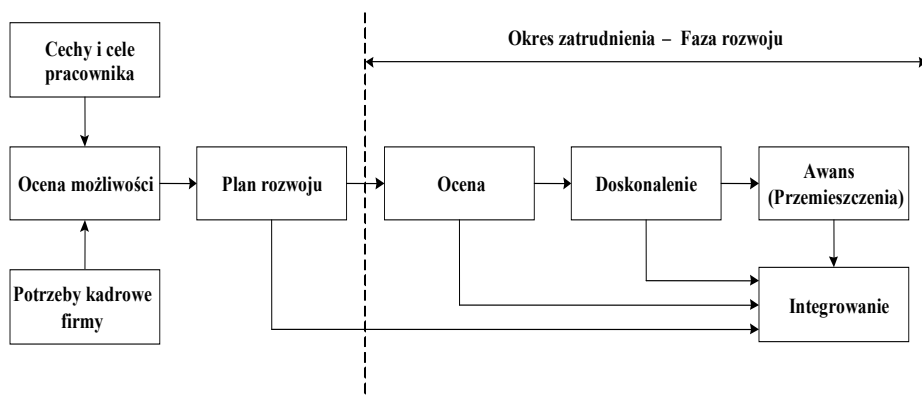 Cechy i cele
pracownika
Okres zatrudnienia – Faza rozwoju
Ocena możliwości
Plan rozwoju
Ocena
Doskonalenie
Awans
(Przemieszczenia)
Potrzeby kadrowe
firmy
Integrowanie